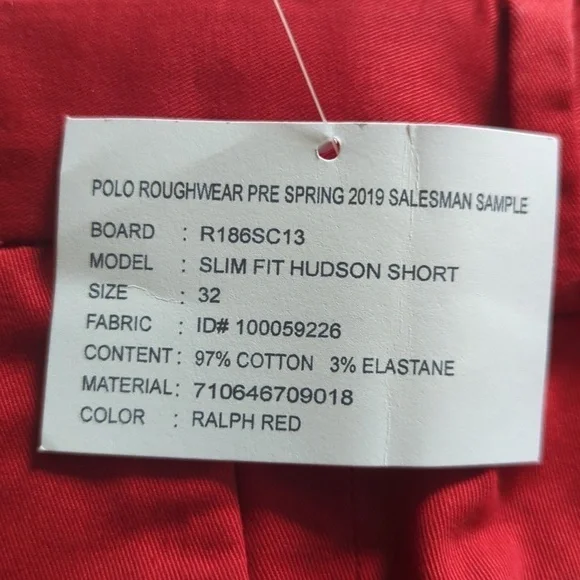 POLO ROUGHWEAR PRE SPRING 2019 SALESMAN SAMPLE
BOARD : R186SC13
MODEL : SLIM FIT HUDSON SHORT
SIZE : 32
FABRIC : ID# 100059226
CONTENT : 97% COTTON 3% ELASTANE
MATERIAL : 710646709018
COLOR : RALPH RED